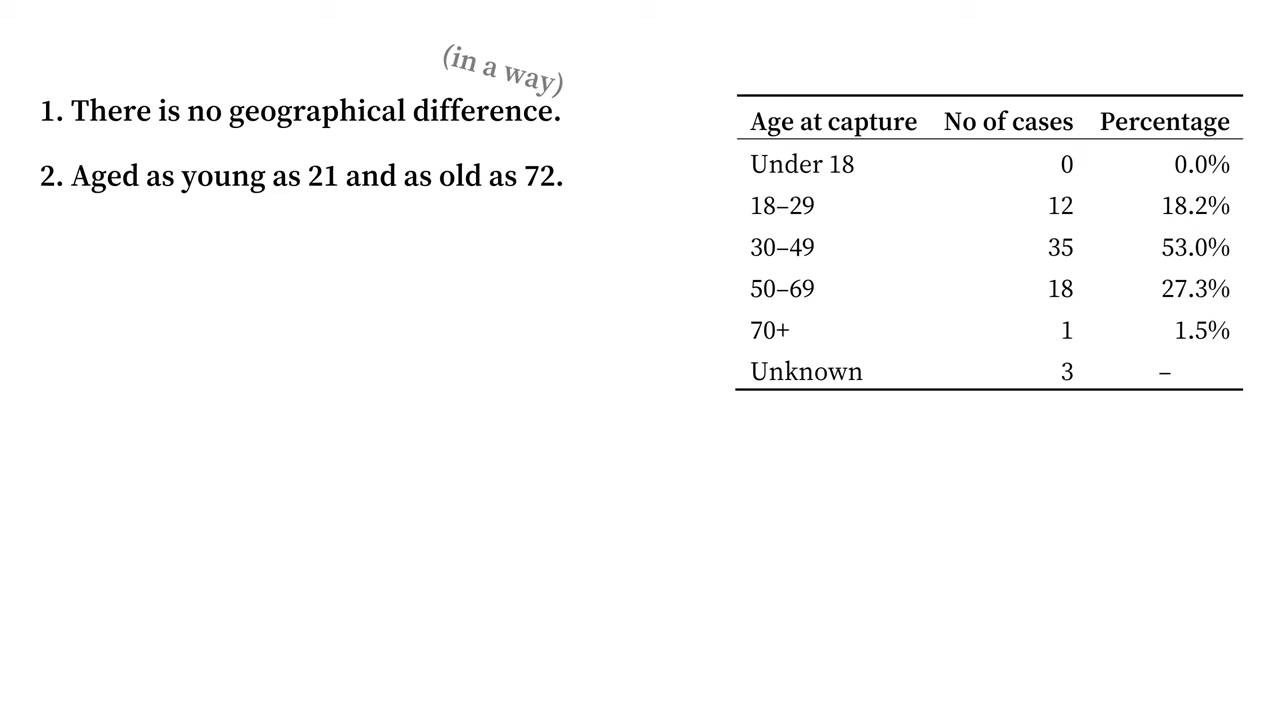 (in a way)
1. There is no geographical difference.
2. Aged as young as 21 and as old as 72.
Age at capture No of cases Percentage
Under 18 0 0.0%
18–29 12 18.2%
30–49 35 53.0%
50–69 18 27.3%
70+ 1 1.5%
Unknown 3 –